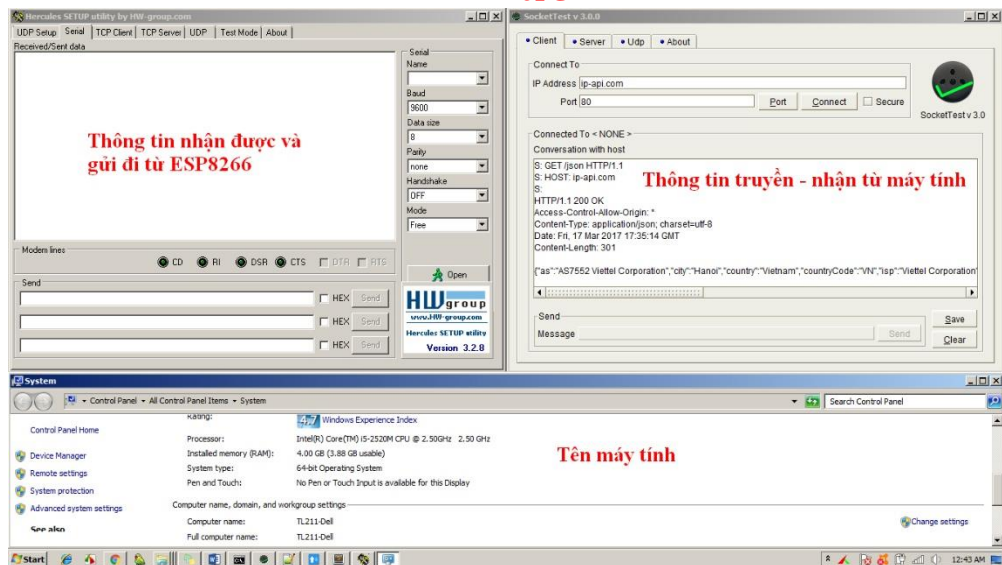 Hercules SETUP utility by HW-group.com
UDP Setup Serial TCP Client TCP Server UDP Test Mode About
Received/Sent data
Thông tin nhận được và
gửi đi từ ESP8266
Serial
Name
Baud
9600
Data size
8
Parity
none
Handshake
OFF
Mode
Free
Modem lines
CD RI DSR CTS DTR RTS
Open
Send
HEX Send
HEX Send
HEX Send
HWgroup
www.HW-group.com
Hercules SETUP utility
Version 3.2.8
SocketTest v 3.0.0
Client Server Udp About
Connect To
IP Address ip-api.com
Port 80 Port Connect Secure
SocketTest v 3.0
Connected To < NONE >
Conversation with host
S: GET /json HTTP/1.1
S: HOST: ip-api.com
S:
HTTP/1.1 200 OK
Access-Control-Allow-Origin: *
Content-Type: application/json; charset=utf-8
Date: Fri, 17 Mar 2017 17:35:14 GMT
Content-Length: 301
{"as":"AS7552 Viettel Corporation","city":"Hanoi","country":"Vietnam","countryCode":"VN","isp":"Viettel Corporation"
Thông tin truyền - nhận từ máy tính
Send
Message Send
Save
Clear
System
Control Panel All Control Panel Items System
Search Control Panel
Control Panel Home
Device Manager
Remote settings
System protection
Advanced system settings
See also
Rating: 4,7 Windows Experience Index
Processor: Intel(R) Core(TM) i5-2520M CPU @ 2.50GHz 2.50 GHz
Installed memory (RAM): 4.00 GB (3.88 GB usable)
System type: 64-bit Operating System
Pen and Touch: No Pen or Touch Input is available for this Display
Tên máy tính
Computer name, domain, and workgroup settings
Computer name: TL211-Dell
Change settings
Full computer name: TL211-Dell
Start
12:43 AM